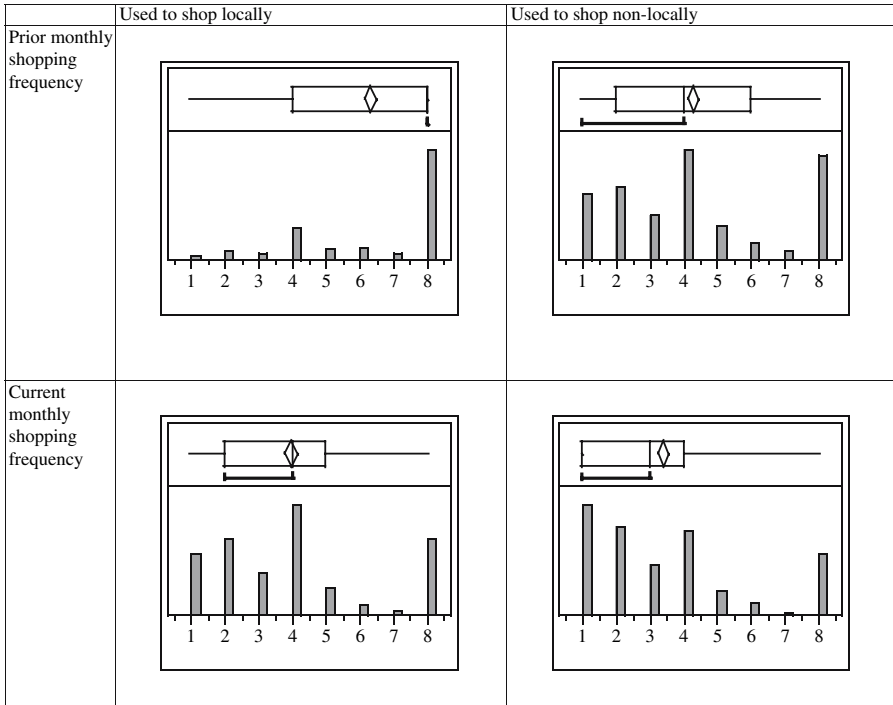 Used to shop locally
Used to shop non-locally
Prior monthly
shopping
frequency
1 2 3 4 5 6 7 8
1 2 3 4 5 6 7 8
Current
monthly
shopping
frequency
1 2 3 4 5 6 7 8
1 2 3 4 5 6 7 8